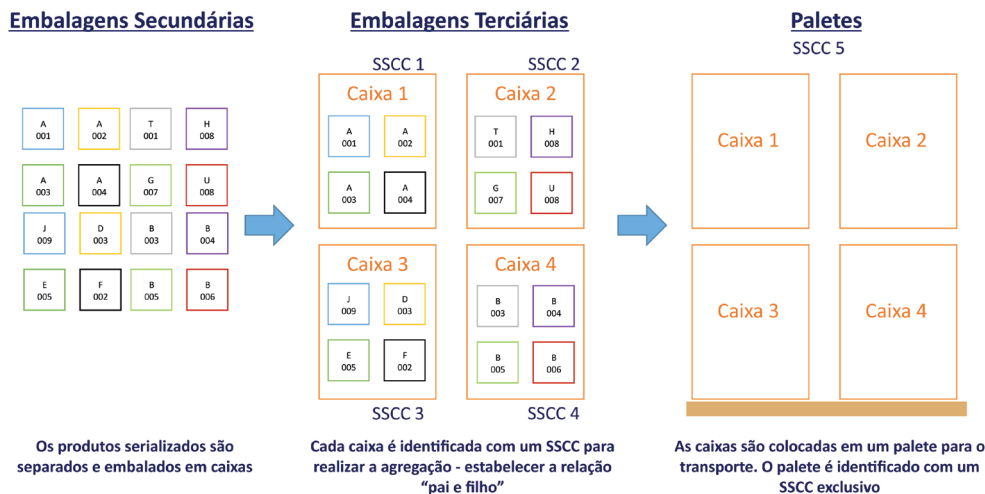 Embalagens Secundárias
A
001
A
002
T
001
H
008
A
003
A
004
G
007
U
008
J
009
D
003
B
003
B
004
E
005
F
002
B
005
B
006
Os produtos serializados são
separados e embalados em caixas
Embalagens Terciárias
SSCC 1
Caixa 1
A
001
A
002
A
003
A
004
SSCC 2
Caixa 2
T
001
H
008
G
007
U
008
Caixa 3
J
009
D
003
E
005
F
002
SSCC 3
Caixa 4
B
003
B
004
B
005
B
006
SSCC 4
Cada caixa é identificada com um SSCC para
realizar a agregação - estabelecer a relação
“pai e filho”
Paletes
SSCC 5
Caixa 1
Caixa 2
Caixa 3
Caixa 4
As caixas são colocadas em um palete para o
transporte. O palete é identificado com um
SSCC exclusivo